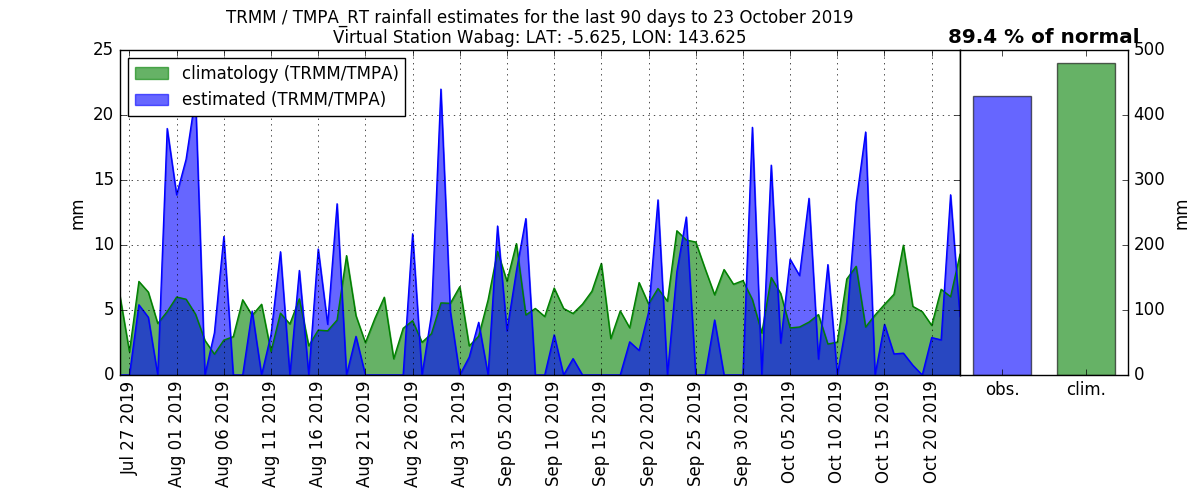 TRMM / TMPA_RT rainfall estimates for the last 90 days to 23 October 2019
Virtual Station Wabag: LAT: -5.625, LON: 143.625
89.4 % of normal
climatology (TRMM/TMPA)
estimated (TRMM/TMPA)
25
20
15
10
5
0
mm
500
400
300
200
100
0
mm
Jul 27 2019
Aug 01 2019
Aug 06 2019
Aug 11 2019
Aug 16 2019
Aug 21 2019
Aug 26 2019
Aug 31 2019
Sep 05 2019
Sep 10 2019
Sep 15 2019
Sep 20 2019
Sep 25 2019
Sep 30 2019
Oct 05 2019
Oct 10 2019
Oct 15 2019
Oct 20 2019
obs.
clim.